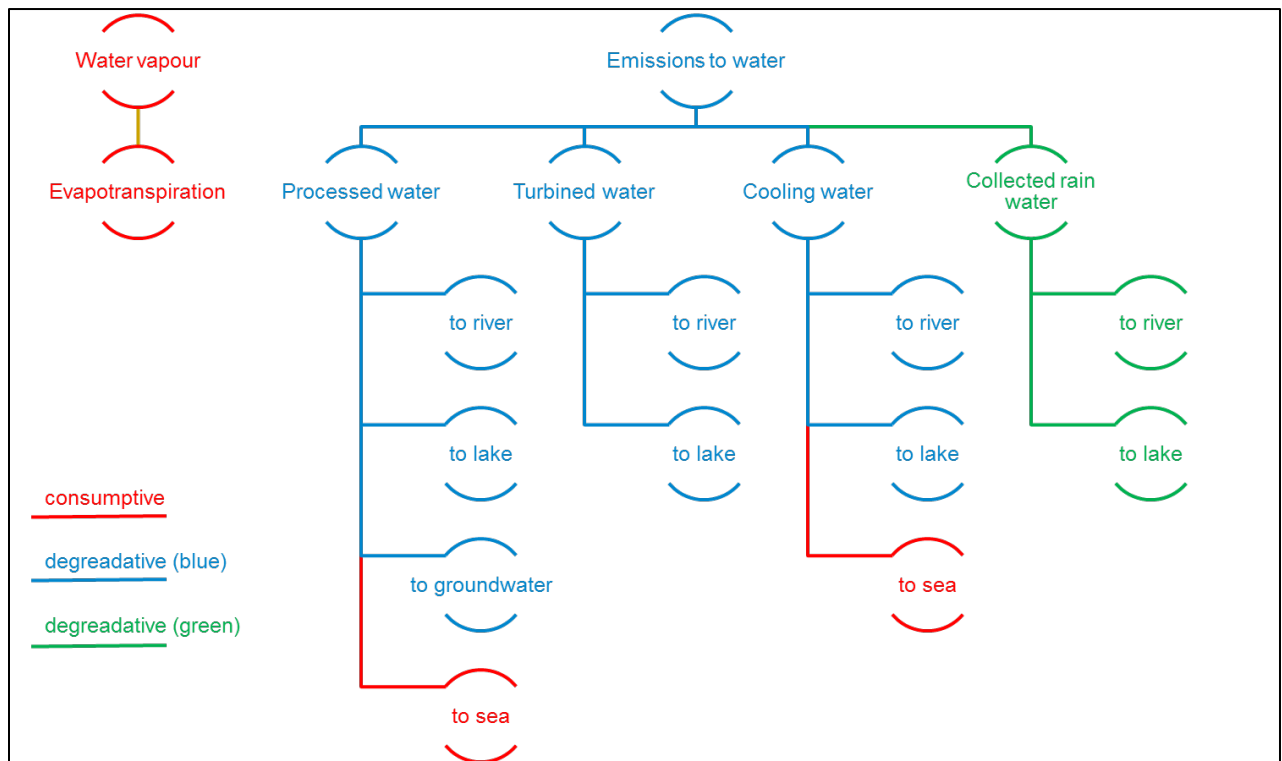 Water vapour
Emissions to water
Evapotranspiration
Processed water
Turbined water
Cooling water
Collected rain
water
to river
to river
to river
to river
to lake
to lake
to lake
to lake
consumptive
degreadative (blue)
to groundwater
to sea
degreadative (green)
to sea